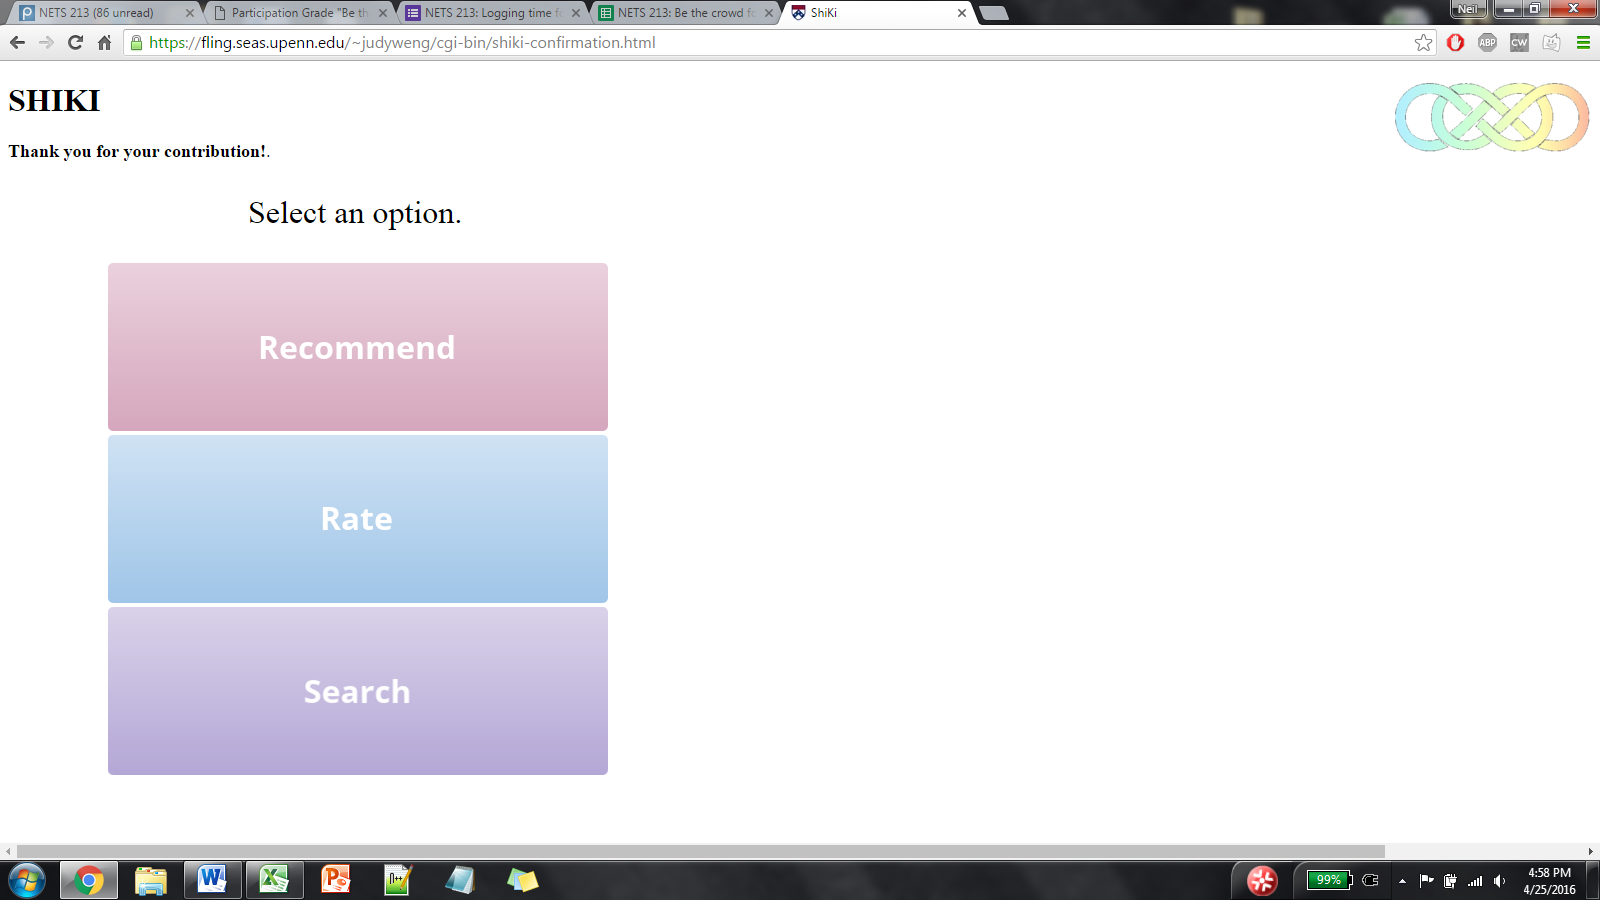 NETS 213 (86 unread)
Participation Grade "Be th
NETS 213: Logging time fo
NETS 213: Be the crowd fo
ShiKi
Neil
https://fling.seas.upenn.edu/~judyweng/cgi-bin/shiki-confirmation.html
ABP
CW
SHIKI
Thank you for your contribution!.
Select an option.
Recommend
Rate
Search
99%
4:58 PM
4/25/2016